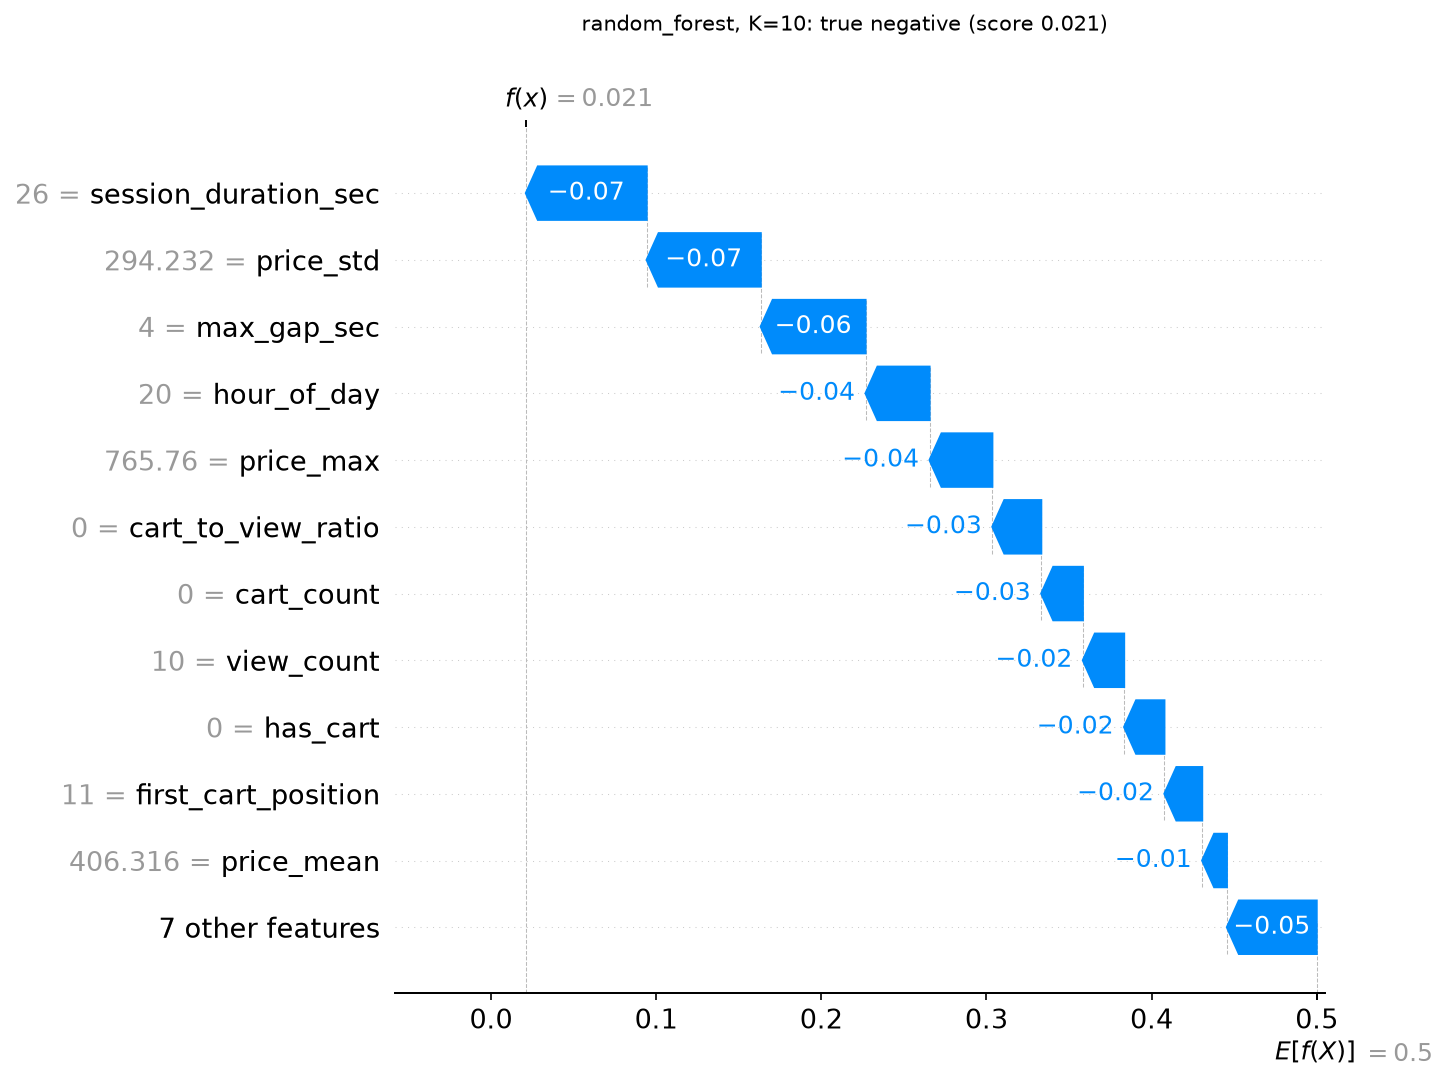 random_forest, K=10: true negative (score 0.021)
f(x) = 0.021
26 = session_duration_sec −0.07
294.232 = price_std −0.07
4 = max_gap_sec −0.06
20 = hour_of_day −0.04
765.76 = price_max −0.04
0 = cart_to_view_ratio −0.03
0 = cart_count −0.03
10 = view_count −0.02
0 = has_cart −0.02
11 = first_cart_position −0.02
406.316 = price_mean −0.01
7 other features −0.05
0.0 0.1 0.2 0.3 0.4 0.5
E[f(X)] = 0.5